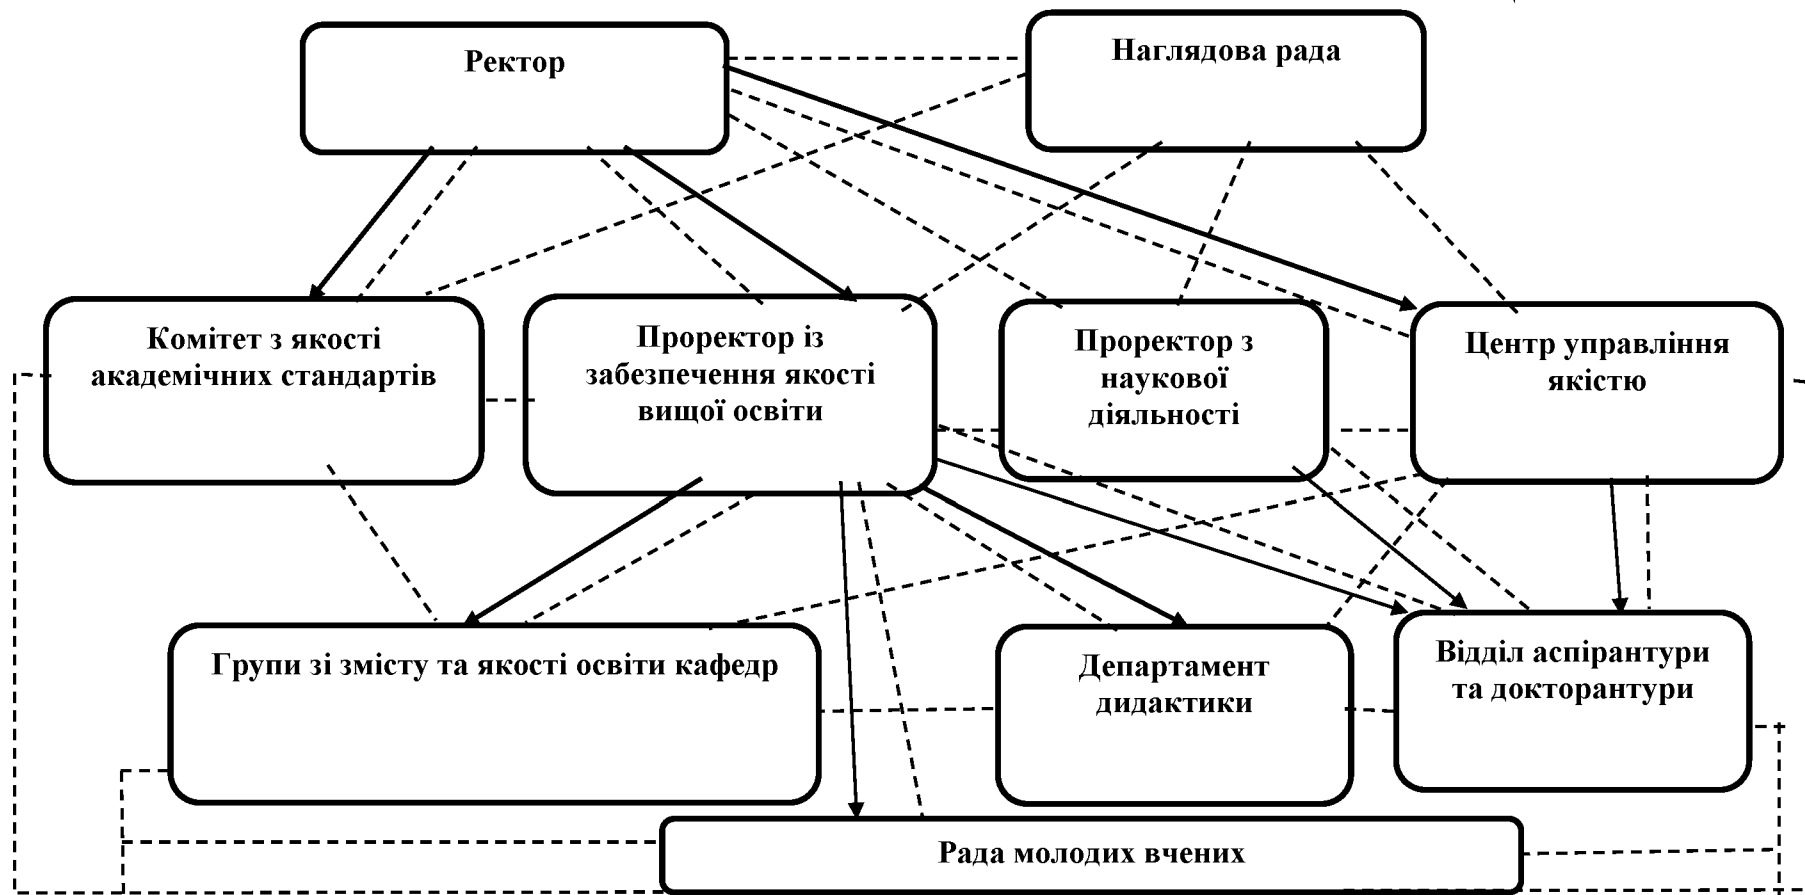 Ректор
Наглядова рада
Комітет з якості
академічних стандартів
Проректор із
забезпечення якості
вищої освіти
Проректор з
наукової
діяльності
Центр управління
якістю
Групи зі змісту та якості освіти кафедр
Департамент
дидактики
Відділ аспірантури
та докторантури
Рада молодих вчених